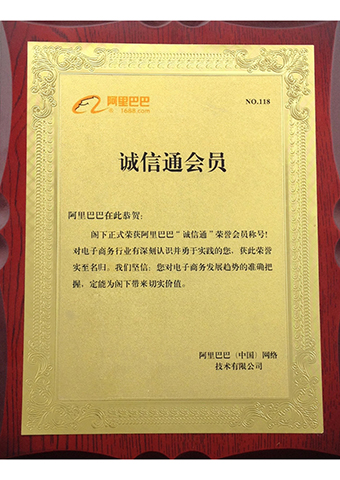 阿里巴巴
1688.com
NO.118
诚信通会员
阿里巴巴在此恭贺:
阁下正式荣获阿里巴巴“诚信通”荣誉会员称号!
对电子商务行业有深刻认识并勇于实践的您,获此荣誉
实至名归。我们坚信:您对电子商务发展趋势的准确把
握,定能为阁下带来切实价值。
阿里巴巴(中国)网络
技术有限公司